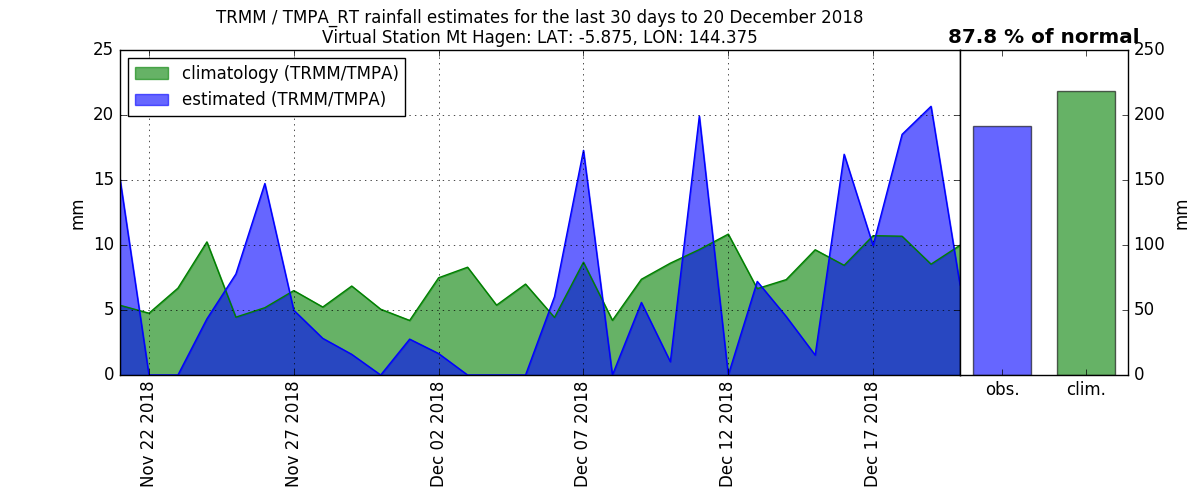 TRMM / TMPA_RT rainfall estimates for the last 30 days to 20 December 2018
Virtual Station Mt Hagen: LAT: -5.875, LON: 144.375
87.8 % of normal
climatology (TRMM/TMPA)
estimated (TRMM/TMPA)
25
20
15
10
5
0
mm
Nov 22 2018
Nov 27 2018
Dec 02 2018
Dec 07 2018
Dec 12 2018
Dec 17 2018
obs.
clim.
250
200
150
100
50
0
mm